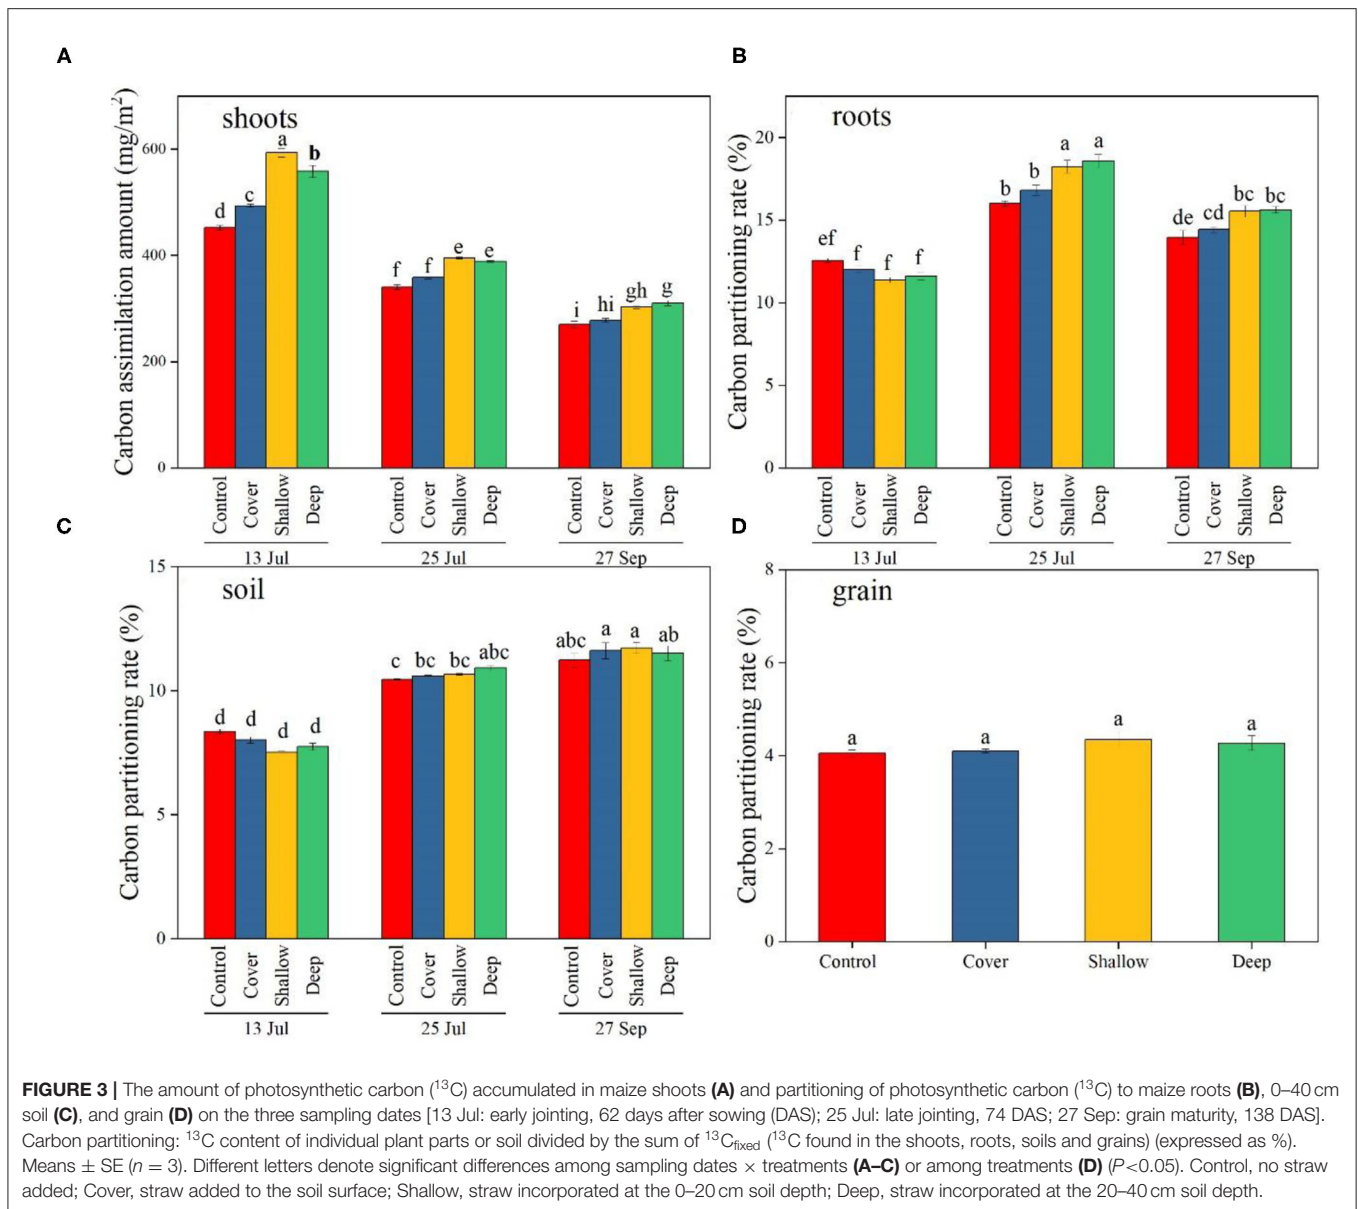 A
shoots
Carbon assimilation amount (mg/m²)
600
400
200
0
d
c
a
b
f
f
e
e
i
hi
gh
g
Control
Cover
Shallow
Deep
Control
Cover
Shallow
Deep
Control
Cover
Shallow
Deep
13 Jul
25 Jul
27 Sep
B
roots
Carbon partitioning rate (%)
20
15
10
5
0
ef
f
f
f
b
b
a
a
de
cd
bc
bc
Control
Cover
Shallow
Deep
Control
Cover
Shallow
Deep
Control
Cover
Shallow
Deep
13 Jul
25 Jul
27 Sep
C
soil
Carbon partitioning rate (%)
15
10
5
0
d
d
d
d
c
bc
bc
abc
abc
a
a
ab
Control
Cover
Shallow
Deep
Control
Cover
Shallow
Deep
Control
Cover
Shallow
Deep
13 Jul
25 Jul
27 Sep
D
grain
Carbon partitioning rate (%)
8
6
4
2
0
a
a
a
a
Control
Cover
Shallow
Deep
FIGURE 3 | The amount of photosynthetic carbon (¹³C) accumulated in maize shoots (A) and partitioning of photosynthetic carbon (¹³C) to maize roots (B), 0–40 cm
soil (C), and grain (D) on the three sampling dates [13 Jul: early jointing, 62 days after sowing (DAS); 25 Jul: late jointing, 74 DAS; 27 Sep: grain maturity, 138 DAS].
Carbon partitioning: ¹³C content of individual plant parts or soil divided by the sum of ¹³Cfixed (¹³C found in the shoots, roots, soils and grains) (expressed as %).
Means ± SE (n = 3). Different letters denote significant differences among sampling dates × treatments (A–C) or among treatments (D) (P<0.05). Control, no straw
added; Cover, straw added to the soil surface; Shallow, straw incorporated at the 0–20 cm soil depth; Deep, straw incorporated at the 20–40 cm soil depth.